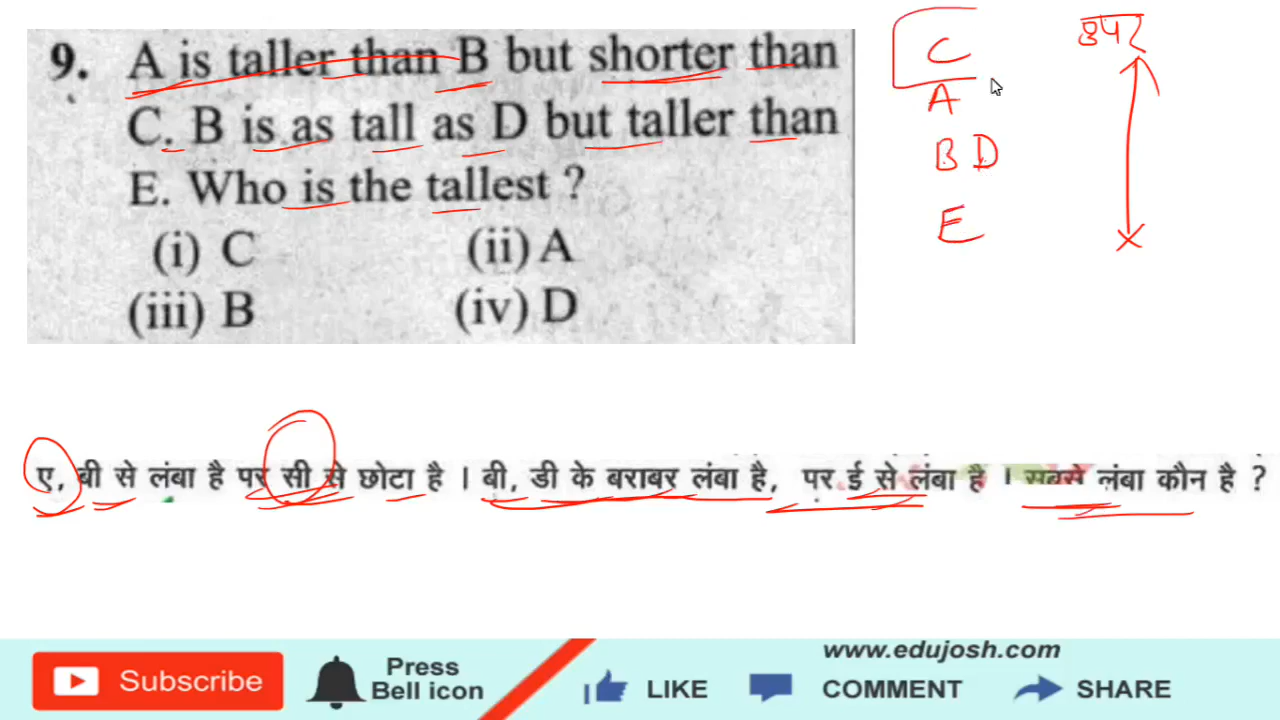 9. A is taller than B but shorter than
C. B is as tall as D but taller than
E. Who is the tallest ?
(i) C (ii) A
(iii) B (iv) D
C
A
B D
E
ए, बी से लंबा है पर सी से छोटा है । बी, डी के बराबर लंबा है, पर ई से लंबा है । सबसे लंबा कौन है ?
Subscribe
Press
Bell icon
LIKE
COMMENT
SHARE
www.edujosh.com